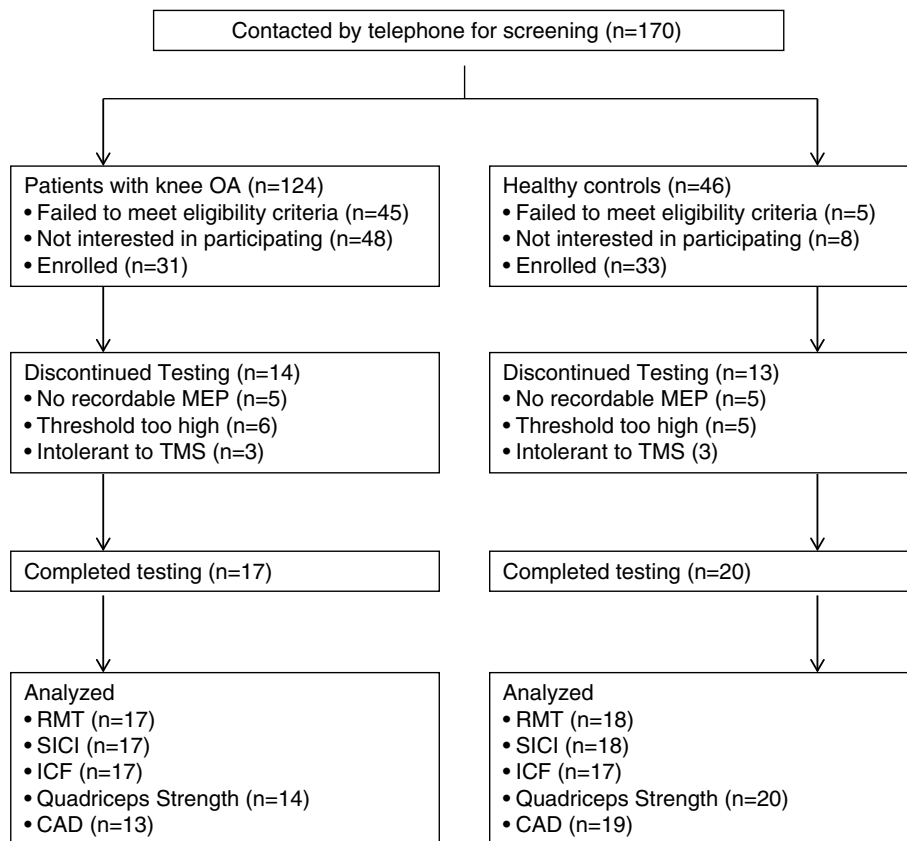 Contacted by telephone for screening (n=170)
Patients with knee OA (n=124)
• Failed to meet eligibility criteria (n=45)
• Not interested in participating (n=48)
• Enrolled (n=31)
Healthy controls (n=46)
• Failed to meet eligibility criteria (n=5)
• Not interested in participating (n=8)
• Enrolled (n=33)
Discontinued Testing (n=14)
• No recordable MEP (n=5)
• Threshold too high (n=6)
• Intolerant to TMS (n=3)
Discontinued Testing (n=13)
• No recordable MEP (n=5)
• Threshold too high (n=5)
• Intolerant to TMS (3)
Completed testing (n=17)
Completed testing (n=20)
Analyzed
• RMT (n=17)
• SICI (n=17)
• ICF (n=17)
• Quadriceps Strength (n=14)
• CAD (n=13)
Analyzed
• RMT (n=18)
• SICI (n=18)
• ICF (n=17)
• Quadriceps Strength (n=20)
• CAD (n=19)